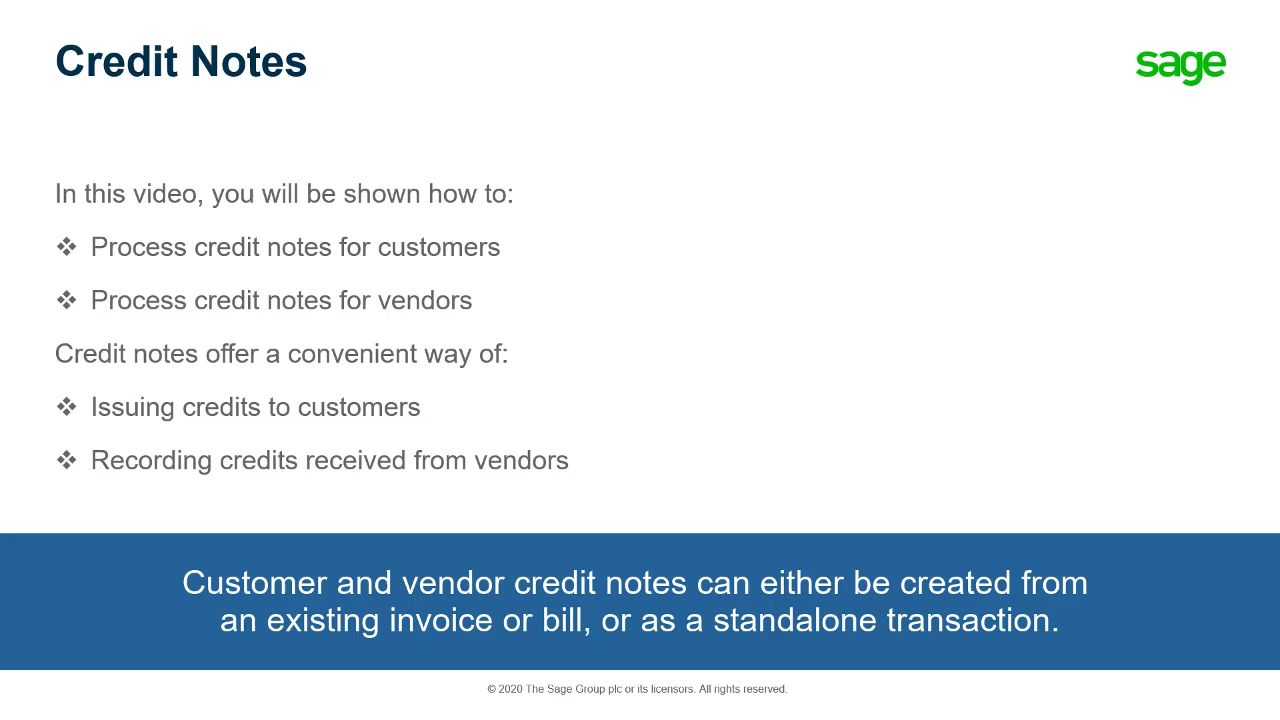 Credit Notes
sage
In this video, you will be shown how to:
❖ Process credit notes for customers
❖ Process credit notes for vendors
Credit notes offer a convenient way of:
❖ Issuing credits to customers
❖ Recording credits received from vendors
Customer and vendor credit notes can either be created from
an existing invoice or bill, or as a standalone transaction.
© 2020 The Sage Group plc or its licensors. All rights reserved.